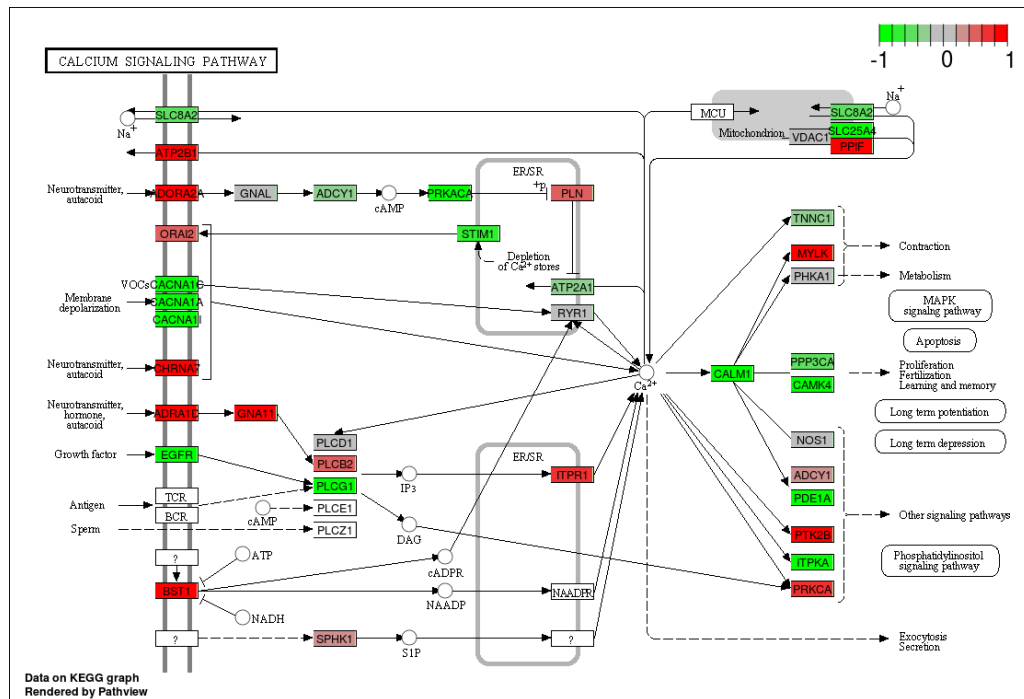 CALCIUM SIGNALING PATHWAY
-1
0
1
SLC8A2
Na+
MCU
SLC8A2
Na+
Mitochondrion
VDAC1
SLC25A4
PPIF
ATP2B1
ER/SR
Neurotransmitter,
autacoid
ADORA2A
GNAL
ADCY1
cAMP
PRKACA
+p
PLN
ORAI2
STIM1
TNNC1
Contraction
Depletion
of Ca2+ stores
MYLK
VOCs
CACNA1C
ATP2A1
PHKA1
Metabolism
Membrane
depolarization
CACNA1A
CACNA1I
RYR1
MAPK
signaling pathway
Apoptosis
Neurotransmitter,
autacoid
CHRNA7
Ca2+
CALM1
PPP3CA
CAMK4
Proliferation
Fertilization
Learning and memory
Neurotransmitter,
hormone,
autacoid
ADRA1D
GNA11
Long term potentiation
PLCD1
NOS1
Long term depression
Growth factor
EGFR
PLCB2
ER/SR
IP3
ITPR1
ADCY1
PLCG1
PDE1A
Antigen
TCR
BCR
cAMP
PLCE1
Sperm
PLCZ1
DAG
Other signaling pathways
PTK2B
?
ATP
cADPR
ITPKA
Phosphatidylinositol
signaling pathway
BST1
NAADP
NAADPR
PRKCA
NADH
?
SPHK1
S1P
?
Exocytosis
Secretion
Data on KEGG graph
Rendered by Pathview